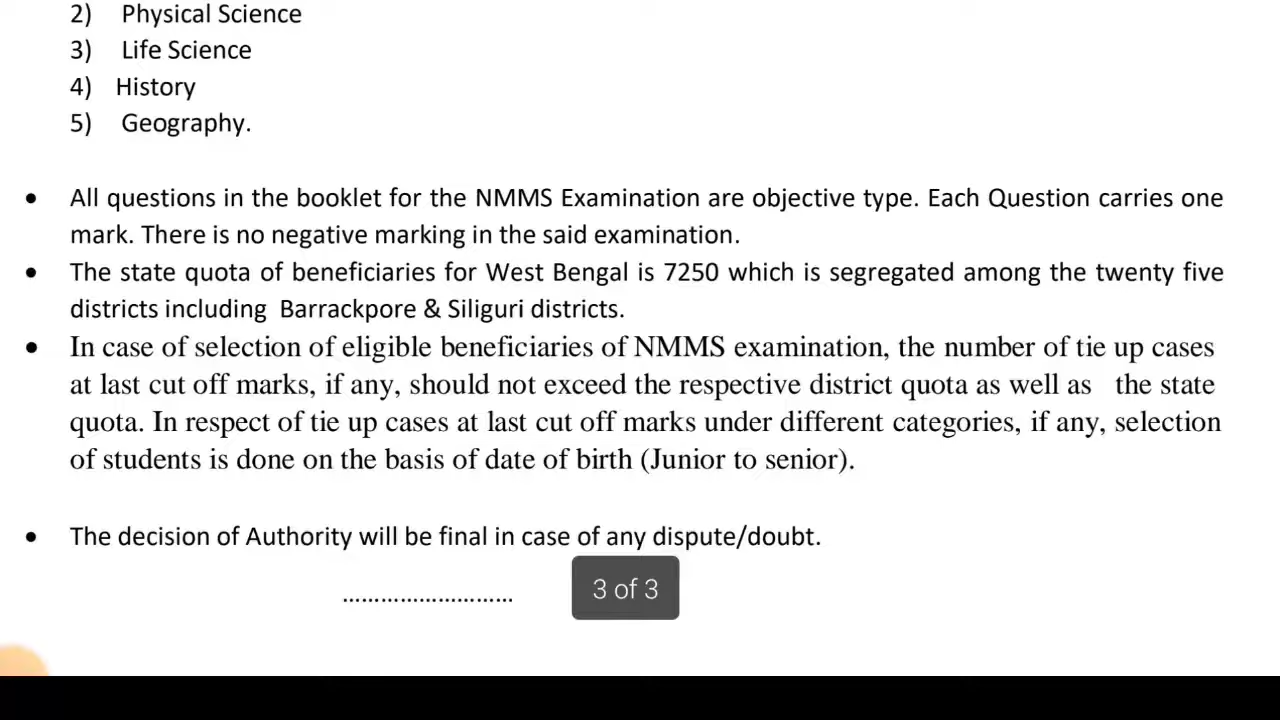 2) Physical Science
3) Life Science
4) History
5) Geography.
• All questions in the booklet for the NMMS Examination are objective type. Each Question carries one
mark. There is no negative marking in the said examination.
• The state quota of beneficiaries for West Bengal is 7250 which is segregated among the twenty five
districts including Barrackpore & Siliguri districts.
• In case of selection of eligible beneficiaries of NMMS examination, the number of tie up cases
at last cut off marks, if any, should not exceed the respective district quota as well as the state
quota. In respect of tie up cases at last cut off marks under different categories, if any, selection
of students is done on the basis of date of birth (Junior to senior).
• The decision of Authority will be final in case of any dispute/doubt.
...........................
3 of 3